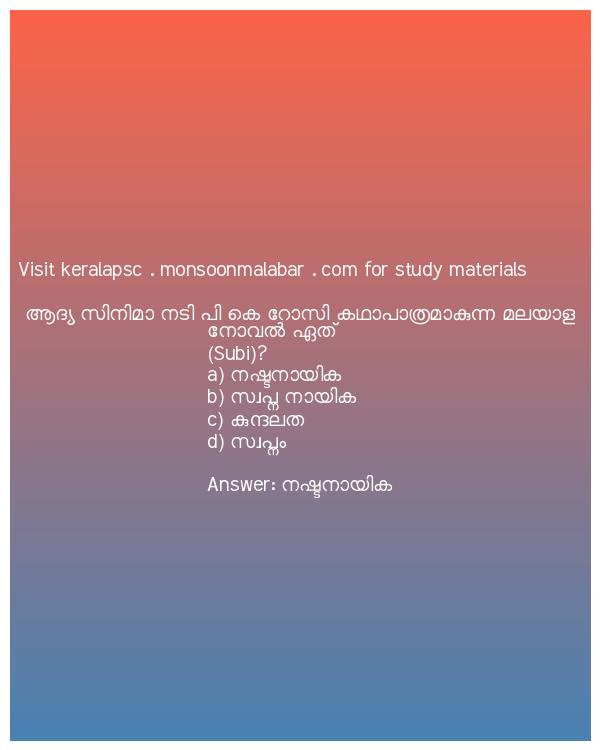 Visit keralapsc . monsoonmalabar . com for study materials
ആദ്യ സിനിമാ നടി പി കെ റോസി കഥാപാത്രമാകുന്ന മലയാള
നോവൽ ഏത്
(Subi)?
a) നഷ്ടനായിക
b) സ്വപ്ന നായിക
c) കുന്ദലത
d) സ്വപ്നം
Answer: നഷ്ടനായിക